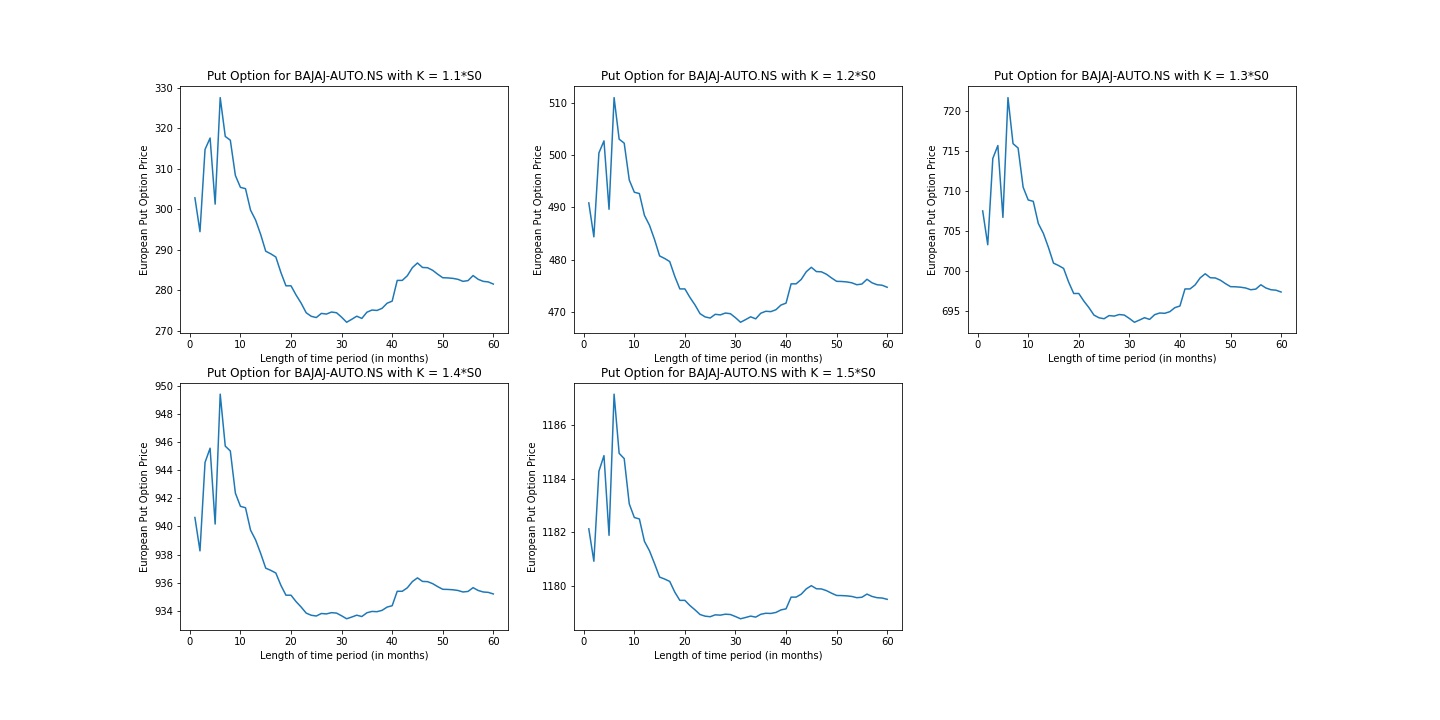 Put Option for BAJAJ-AUTO.NS with K = 1.1*S0
330
320
310
300
290
280
270
European Put Option Price
0 10 20 30 40 50 60
Length of time period (in months)
Put Option for BAJAJ-AUTO.NS with K = 1.2*S0
510
500
490
480
470
European Put Option Price
0 10 20 30 40 50 60
Length of time period (in months)
Put Option for BAJAJ-AUTO.NS with K = 1.3*S0
720
715
710
705
700
695
European Put Option Price
0 10 20 30 40 50 60
Length of time period (in months)
Put Option for BAJAJ-AUTO.NS with K = 1.4*S0
950
948
946
944
942
940
938
936
934
European Put Option Price
0 10 20 30 40 50 60
Length of time period (in months)
Put Option for BAJAJ-AUTO.NS with K = 1.5*S0
1186
1184
1182
1180
European Put Option Price
0 10 20 30 40 50 60
Length of time period (in months)